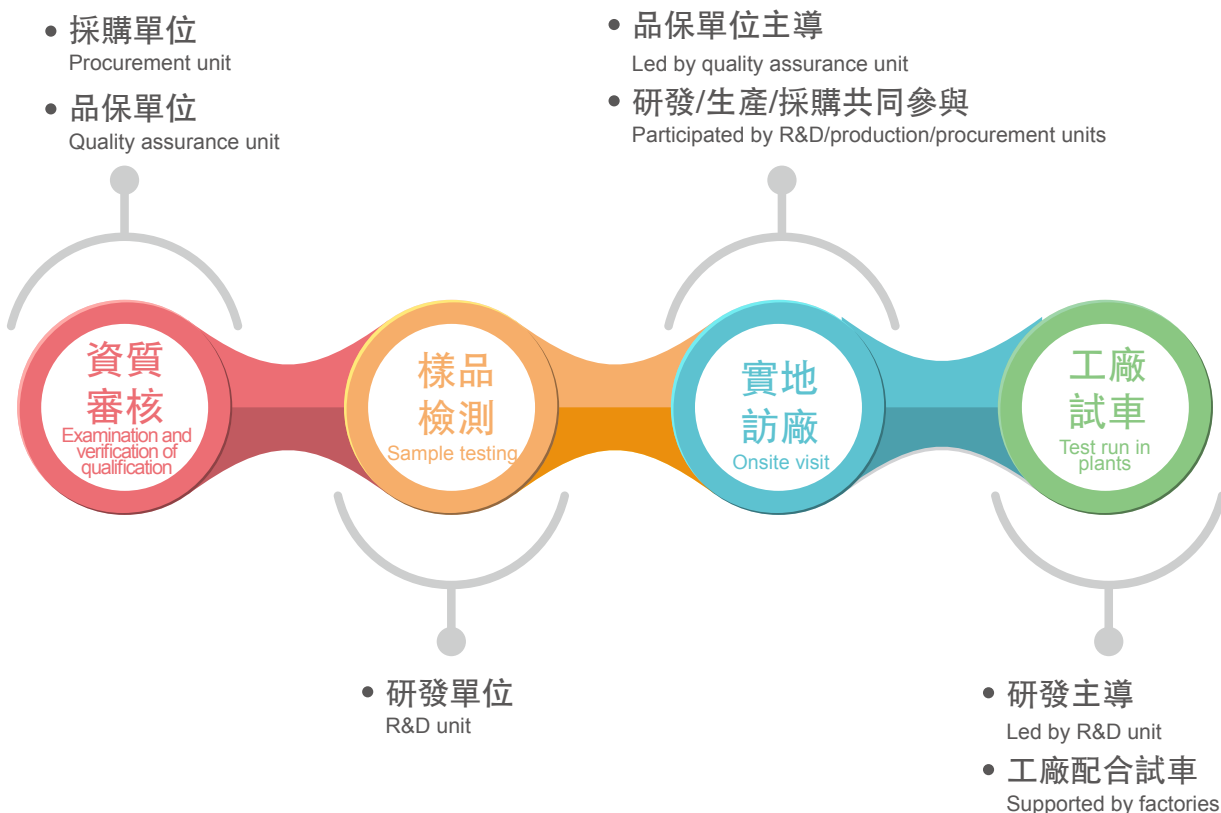 採購單位
Procurement unit
品保單位
Quality assurance unit
品保單位主導
Led by quality assurance unit
研發/生產/採購共同參與
Participated by R&D/production/procurement units
資質
審核
Examination and
verification of
qualification
樣品
檢測
Sample testing
實地
訪廠
Onsite visit
工廠
試車
Test run in
plants
研發單位
R&D unit
研發主導
Led by R&D unit
工廠配合試車
Supported by factories